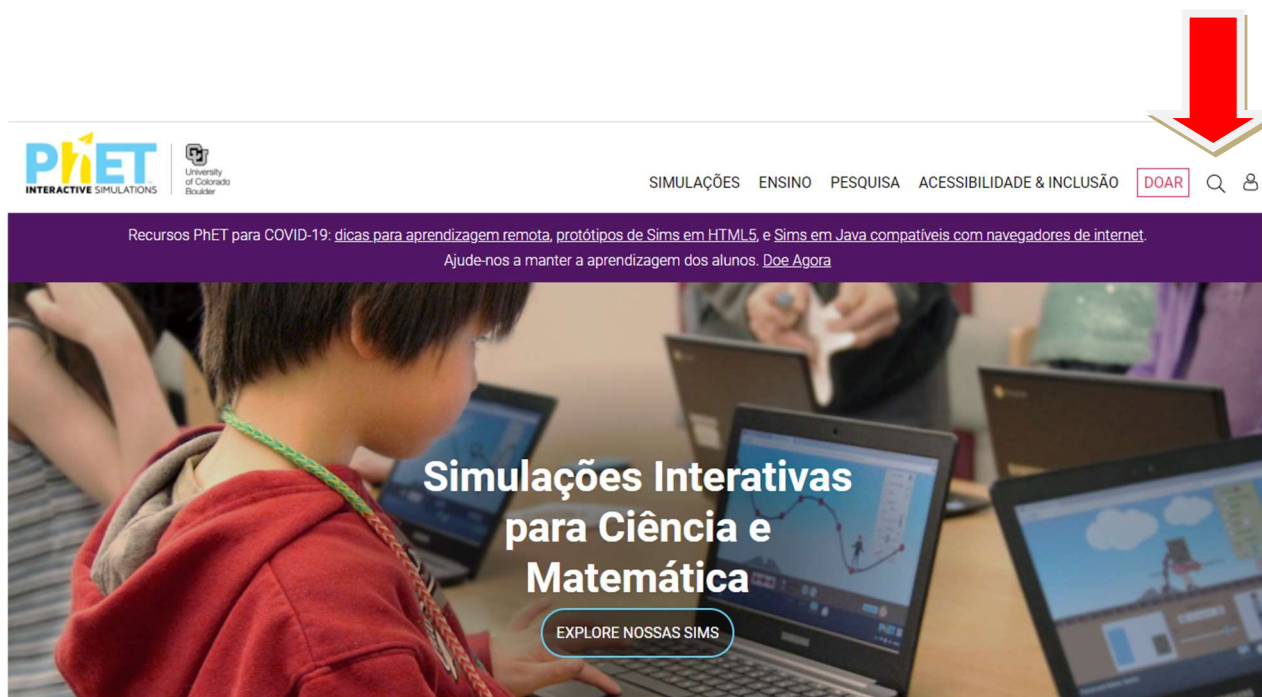 PhET
INTERACTIVE SIMULATIONS
University
of Colorado
Boulder
SIMULAÇÕES ENSINO PESQUISA ACESSIBILIDADE & INCLUSÃO DOAR
Recursos PhET para COVID-19: dicas para aprendizagem remota, protótipos de Sims em HTML5, e Sims em Java compatíveis com navegadores de internet.
Ajude-nos a manter a aprendizagem dos alunos. Doe Agora
Simulações Interativas
para Ciência e
Matemática
EXPLORE NOSSAS SIMS